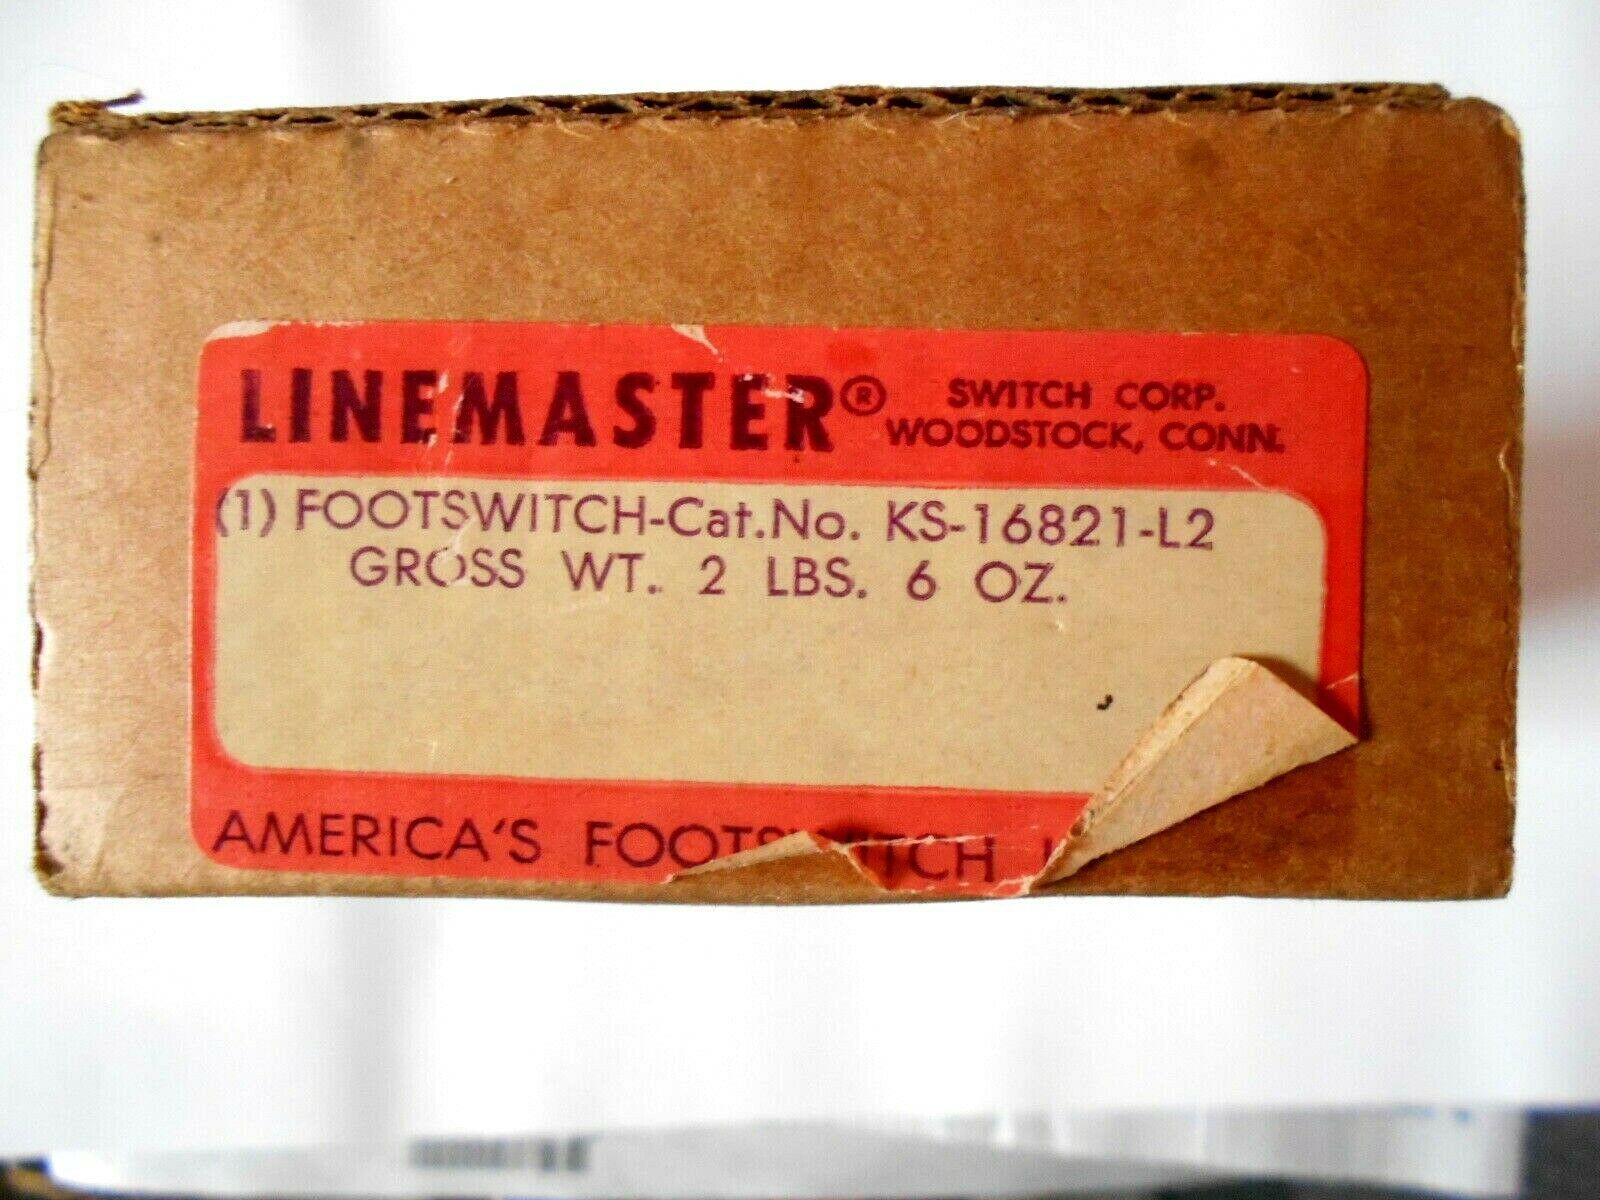 LINEMASTER® SWITCH CORP.
WOODSTOCK, CONN.
(1) FOOTSWITCH-Cat.No. KS-16821-L2
GROSS WT. 2 LBS. 6 OZ.
AMERICA'S FOOTSWITCH